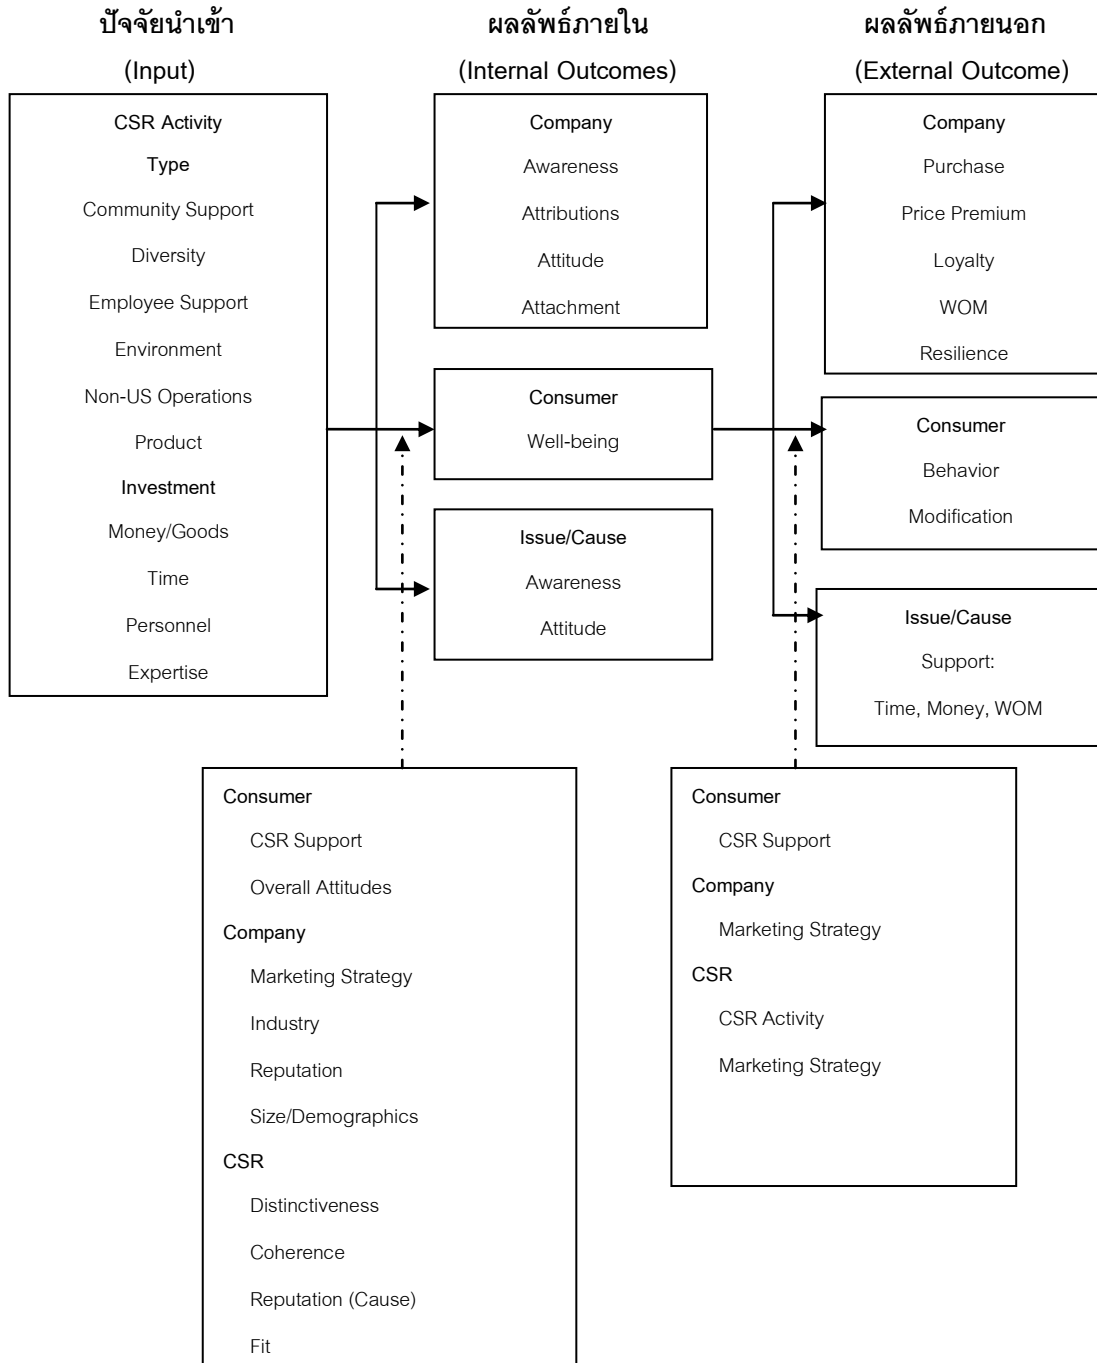 ปัจจัยนำเข้า
(Input)
ผลลัพธ์ภายใน
(Internal Outcomes)
ผลลัพธ์ภายนอก
(External Outcome)
CSR Activity
Type
Community Support
Diversity
Employee Support
Environment
Non-US Operations
Product
Investment
Money/Goods
Time
Personnel
Expertise
Company
Awareness
Attributions
Attitude
Attachment
Consumer
Well-being
Issue/Cause
Awareness
Attitude
Company
Purchase
Price Premium
Loyalty
WOM
Resilience
Consumer
Behavior
Modification
Issue/Cause
Support:
Time, Money, WOM
Consumer
CSR Support
Overall Attitudes
Company
Marketing Strategy
Industry
Reputation
Size/Demographics
CSR
Distinctiveness
Coherence
Reputation (Cause)
Fit
Consumer
CSR Support
Company
Marketing Strategy
CSR
CSR Activity
Marketing Strategy